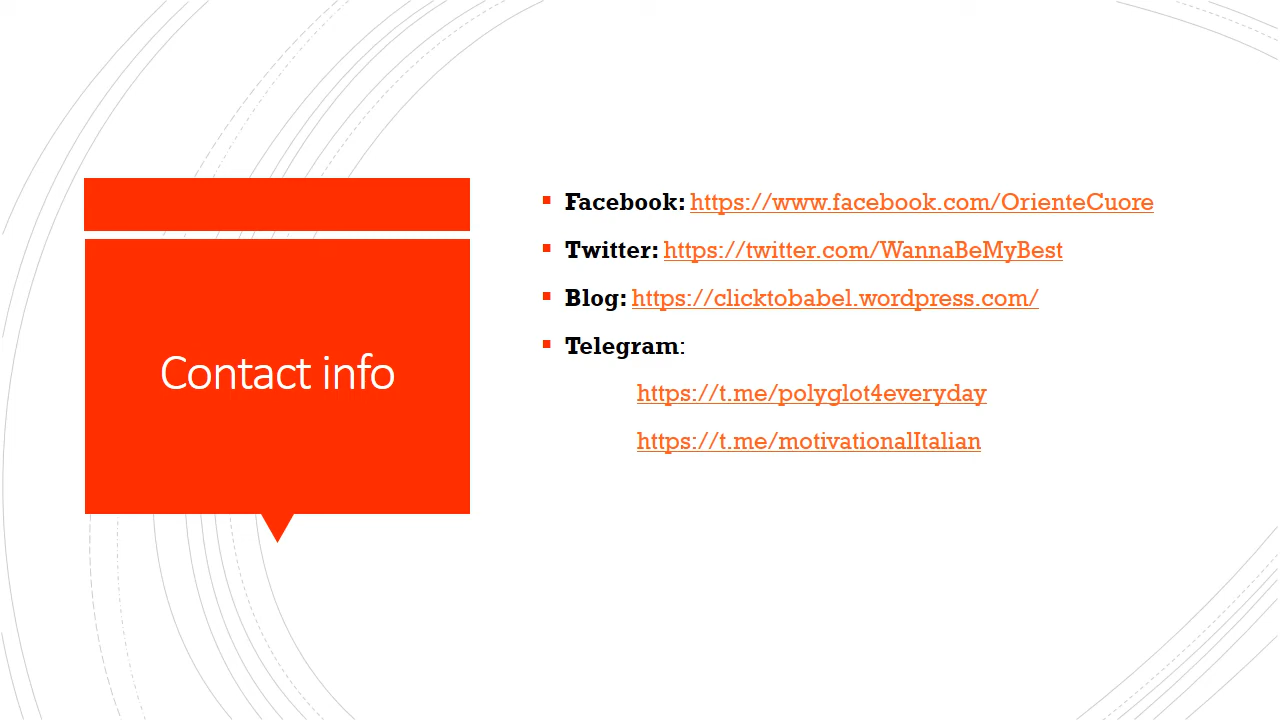 Contact info
Facebook: https://www.facebook.com/OrienteCuore
Twitter: https://twitter.com/WannaBeMyBest
Blog: https://clicktobabel.wordpress.com/
Telegram:
https://t.me/polyglot4everyday
https://t.me/motivationalItalian